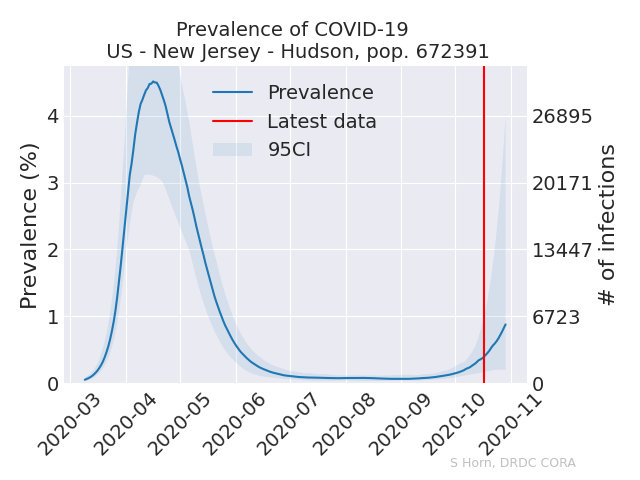 Prevalence of COVID-19
US - New Jersey - Hudson, pop. 672391
Prevalence
Latest data
95CI
Prevalence (%)
4
3
2
1
0
26895
20171
13447
6723
0
# of infections
2020-03
2020-04
2020-05
2020-06
2020-07
2020-08
2020-09
2020-10
2020-11
S Horn, DRDC CORA